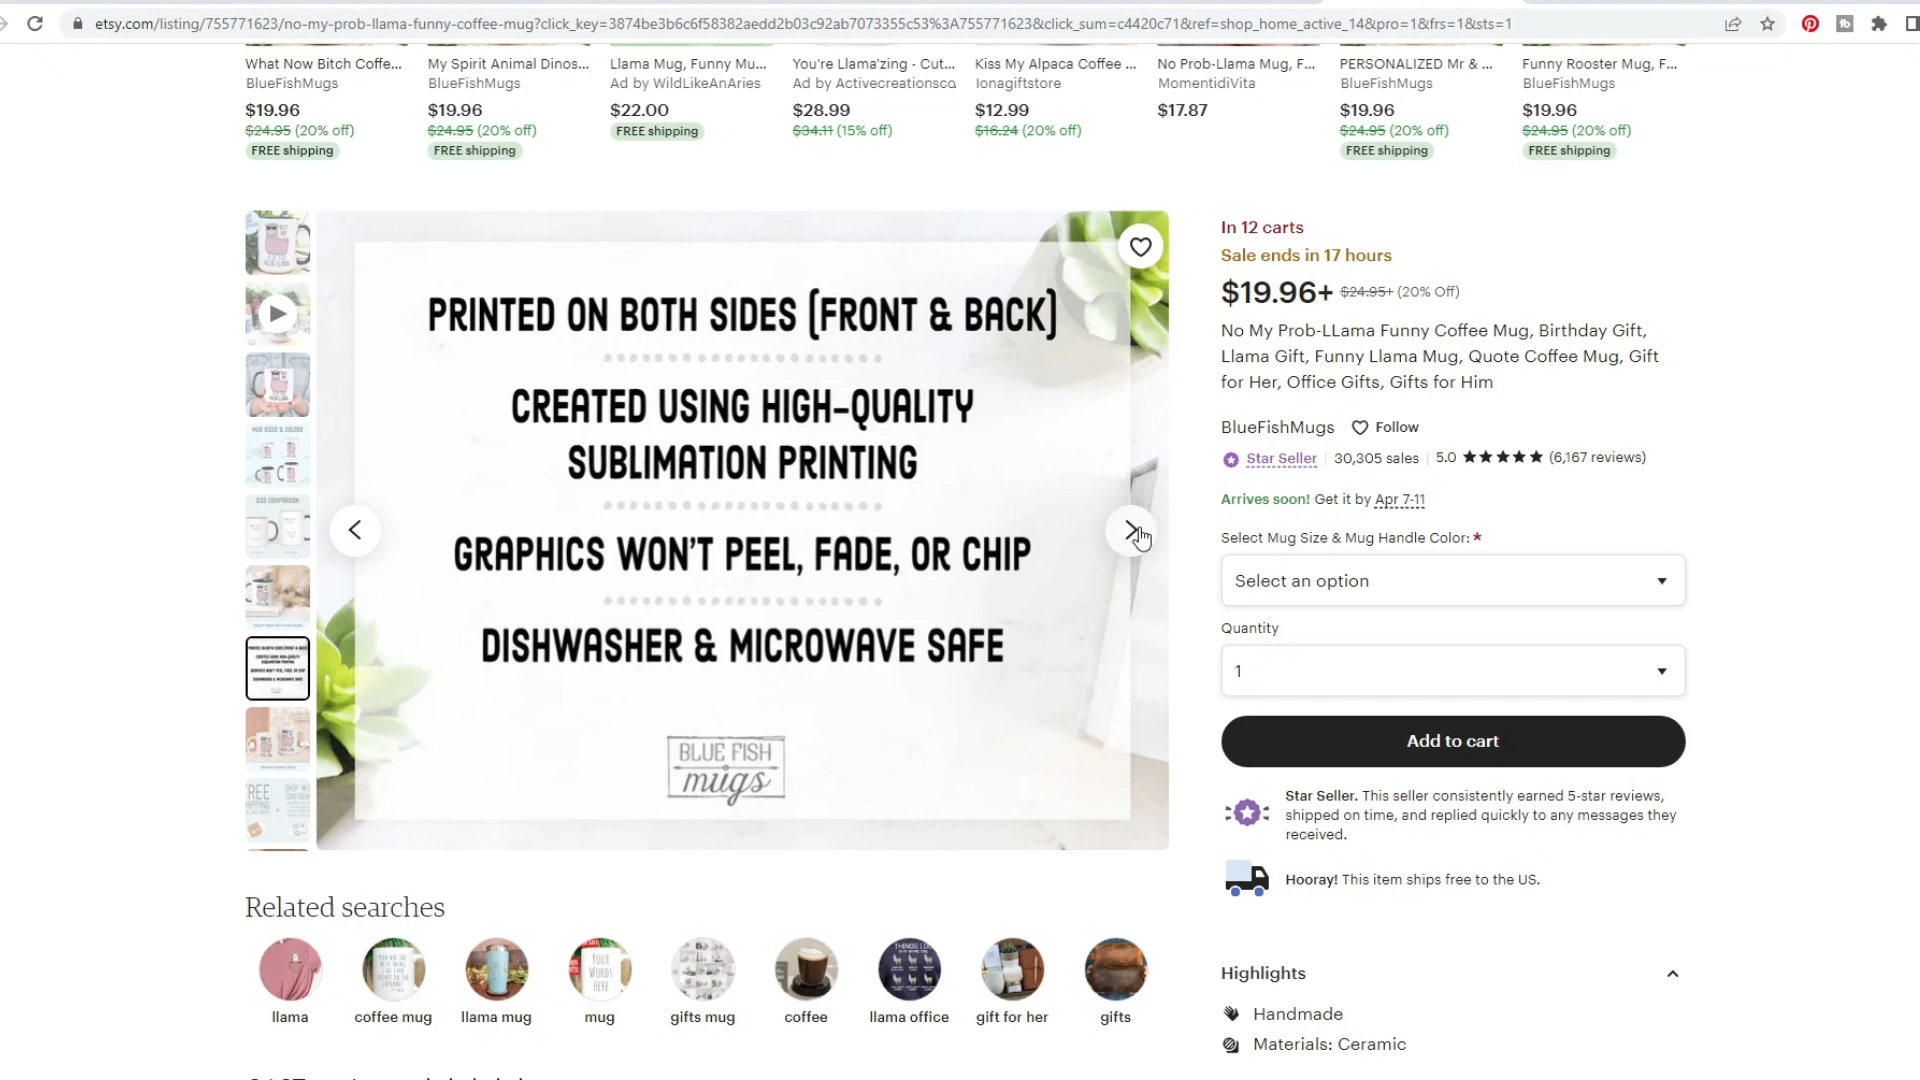 etsy.com/listing/755771623/no-my-prob-llama-funny-coffee-mug?click_key=3874be3b6c6f58382aedd2b03c92ab7073355c53%3A755771623&click_sum=c4420c71&ref=shop_home_active_14&pro=1&frs=1&sts=1
What Now Bitch Coffe... My Spirit Animal Dinos... Llama Mug, Funny Mu... You're Llama'zing - Cut... Kiss My Alpaca Coffee ... No Prob-Llama Mug, F... PERSONALIZED Mr & ... Funny Rooster Mug, F...
BlueFishMugs BlueFishMugs Ad by WildLikeAnAries Ad by Activecreationsco Ionagiftstore MomentidiVita BlueFishMugs BlueFishMugs
$19.96 $19.96 $22.00 $28.99 $12.99 $17.87 $19.96 $19.96
$24.95 (20% off) $24.95 (20% off) FREE shipping $34.11 (15% off) $16.24 (20% off) $24.95 (20% off) $24.95 (20% off)
FREE shipping FREE shipping FREE shipping FREE shipping
MUG SIZES & COLORS
SIZE COMPARISON
PRINTED ON BOTH SIDES (FRONT & BACK)
CREATED USING HIGH-QUALITY
SUBLIMATION PRINTING
GRAPHICS WON'T PEEL, FADE, OR CHIP
DISHWASHER & MICROWAVE SAFE
BLUE FISH
mugs
In 12 carts
Sale ends in 17 hours
$19.96+ $24.95+ (20% Off)
No My Prob-LLama Funny Coffee Mug, Birthday Gift,
Llama Gift, Funny Llama Mug, Quote Coffee Mug, Gift
for Her, Office Gifts, Gifts for Him
BlueFishMugs Follow
Star Seller 30,305 sales 5.0 (6,167 reviews)
Arrives soon! Get it by Apr 7-11
Select Mug Size & Mug Handle Color: *
Select an option
Quantity
1
Add to cart
Star Seller. This seller consistently earned 5-star reviews,
shipped on time, and replied quickly to any messages they
received.
Hooray! This item ships free to the US.
Highlights
Handmade
Materials: Ceramic
Related searches
YOUR
WORDS
HERE
llama coffee mug llama mug mug gifts mug coffee llama office gift for her gifts